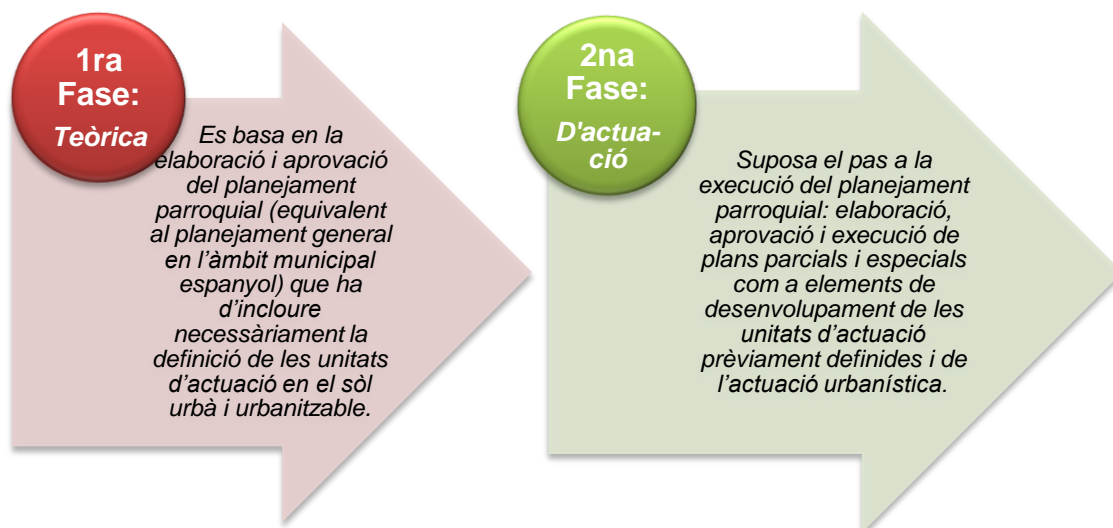 1ra
Fase:
Teòrica
Es basa en la
elaboració i aprovació
del planejament
parroquial (equivalent
al planejament general
en l’àmbit municipal
espanyol) que ha
d’incloure
necessàriament la
definició de les unitats
d’actuació en el sòl
urbà i urbanitzable.
2na
Fase:
D'actua-
ció
Suposa el pas a la
execució del planejament
parroquial: elaboració,
aprovació i execució de
plans parcials i especials
com a elements de
desenvolupament de les
unitats d’actuació
prèviament definides i de
l’actuació urbanística.